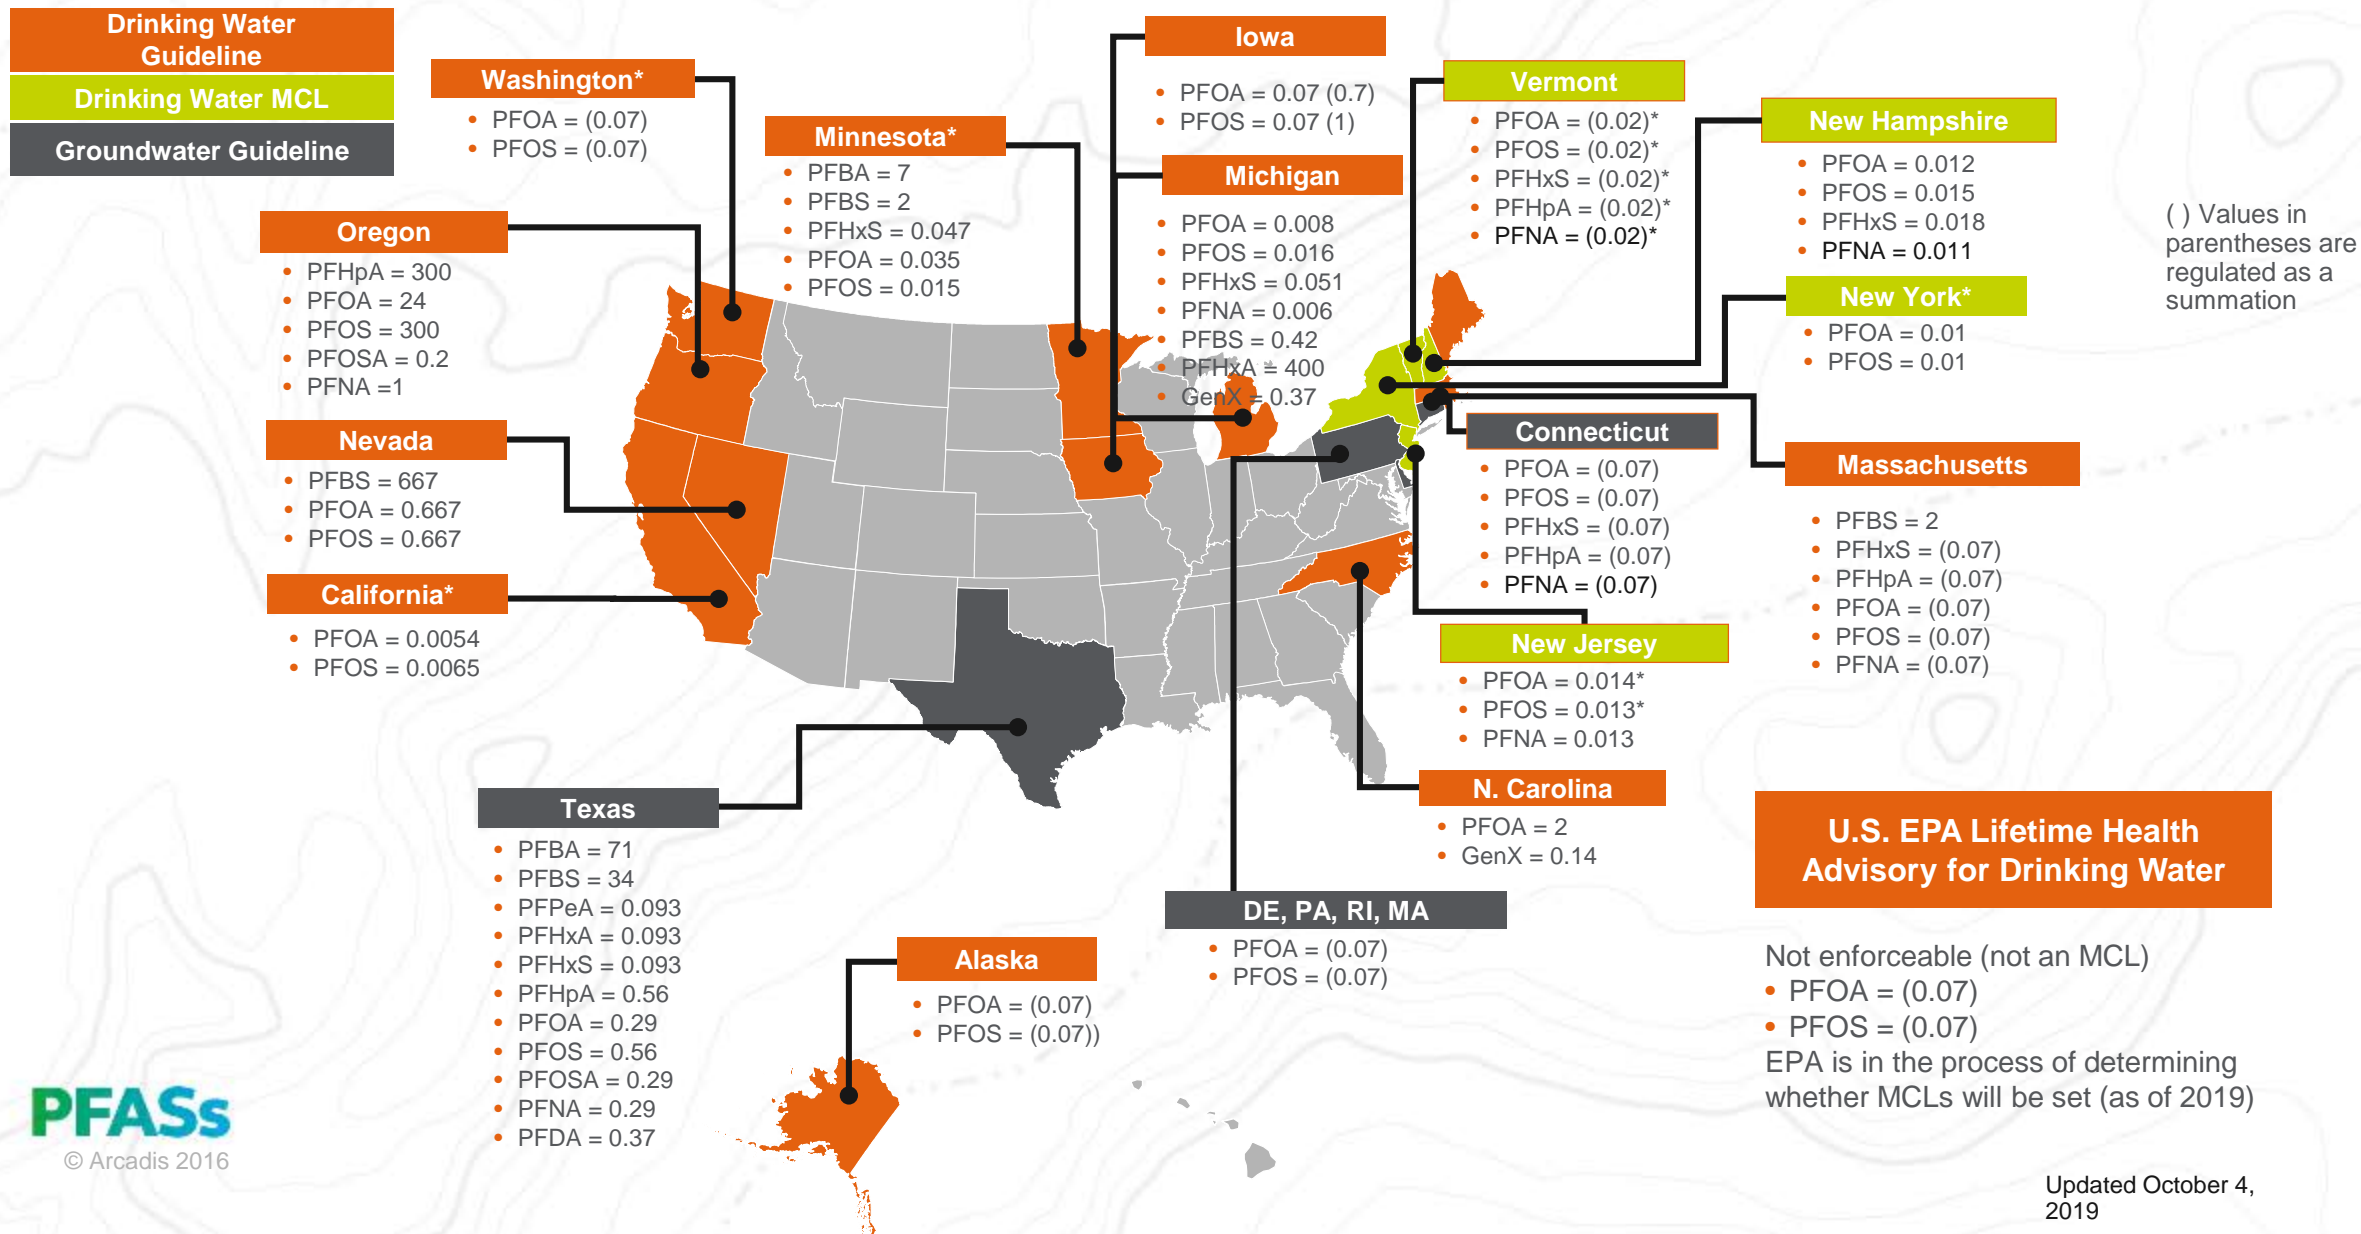 Drinking Water
Guideline
Drinking Water MCL
Groundwater Guideline
Washington*
• PFOA = (0.07)
• PFOS = (0.07)
Oregon
• PFHpA = 300
• PFOA = 24
• PFOS = 300
• PFOSA = 0.2
• PFNA =1
Nevada
• PFBS = 667
• PFOA = 0.667
• PFOS = 0.667
California*
• PFOA = 0.0054
• PFOS = 0.0065
Minnesota*
• PFBA = 7
• PFBS = 2
• PFHxS = 0.047
• PFOA = 0.035
• PFOS = 0.015
Iowa
• PFOA = 0.07 (0.7)
• PFOS = 0.07 (1)
Michigan
• PFOA = 0.008
• PFOS = 0.016
• PFHxS = 0.051
• PFNA = 0.006
• PFBS = 0.42
• PFHxA = 400
• GenX = 0.37
Vermont
• PFOA = (0.02)*
• PFOS = (0.02)*
• PFHxS = (0.02)*
• PFHpA = (0.02)*
• PFNA = (0.02)*
New Hampshire
• PFOA = 0.012
• PFOS = 0.015
• PFHxS = 0.018
• PFNA = 0.011
( ) Values in
parentheses are
regulated as a
summation
New York*
• PFOA = 0.01
• PFOS = 0.01
Connecticut
• PFOA = (0.07)
• PFOS = (0.07)
• PFHxS = (0.07)
• PFHpA = (0.07)
• PFNA = (0.07)
Massachusetts
• PFBS = 2
• PFHxS = (0.07)
• PFHpA = (0.07)
• PFOA = (0.07)
• PFOS = (0.07)
• PFNA = (0.07)
New Jersey
• PFOA = 0.014*
• PFOS = 0.013*
• PFNA = 0.013
N. Carolina
• PFOA = 2
• GenX = 0.14
Texas
• PFBA = 71
• PFBS = 34
• PFPeA = 0.093
• PFHxA = 0.093
• PFHxS = 0.093
• PFHpA = 0.56
• PFOA = 0.29
• PFOS = 0.56
• PFOSA = 0.29
• PFNA = 0.29
• PFDA = 0.37
Alaska
• PFOA = (0.07)
• PFOS = (0.07))
DE, PA, RI, MA
• PFOA = (0.07)
• PFOS = (0.07)
U.S. EPA Lifetime Health
Advisory for Drinking Water
Not enforceable (not an MCL)
• PFOA = (0.07)
• PFOS = (0.07)
EPA is in the process of determining
whether MCLs will be set (as of 2019)
PFASs
© Arcadis 2016
Updated October 4,
2019